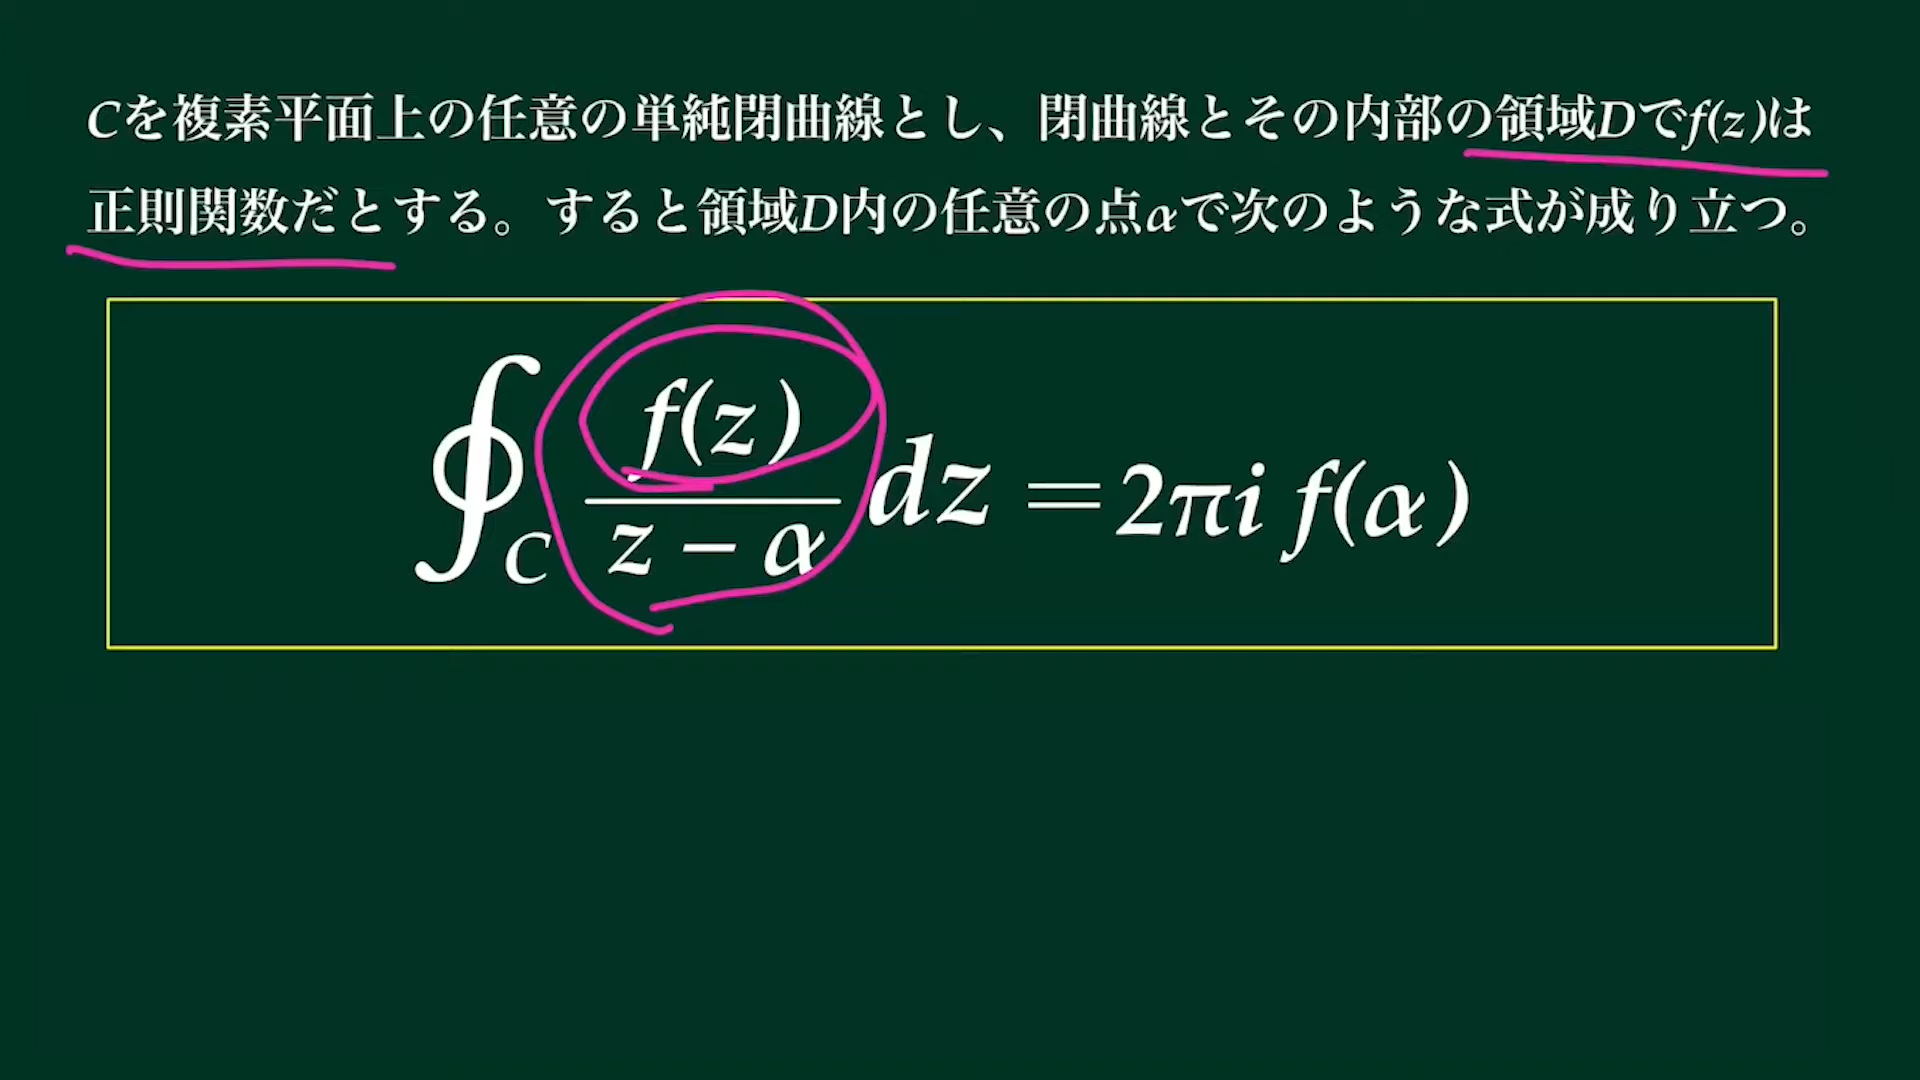 Cを複素平面上の任意の単純閉曲線とし、閉曲線とその内部の領域Dでf(z)は
正則関数だとする。すると領域D内の任意の点αで次のような式が成り立つ。
∮_C f(z)/(z − α) dz = 2πi f(α)